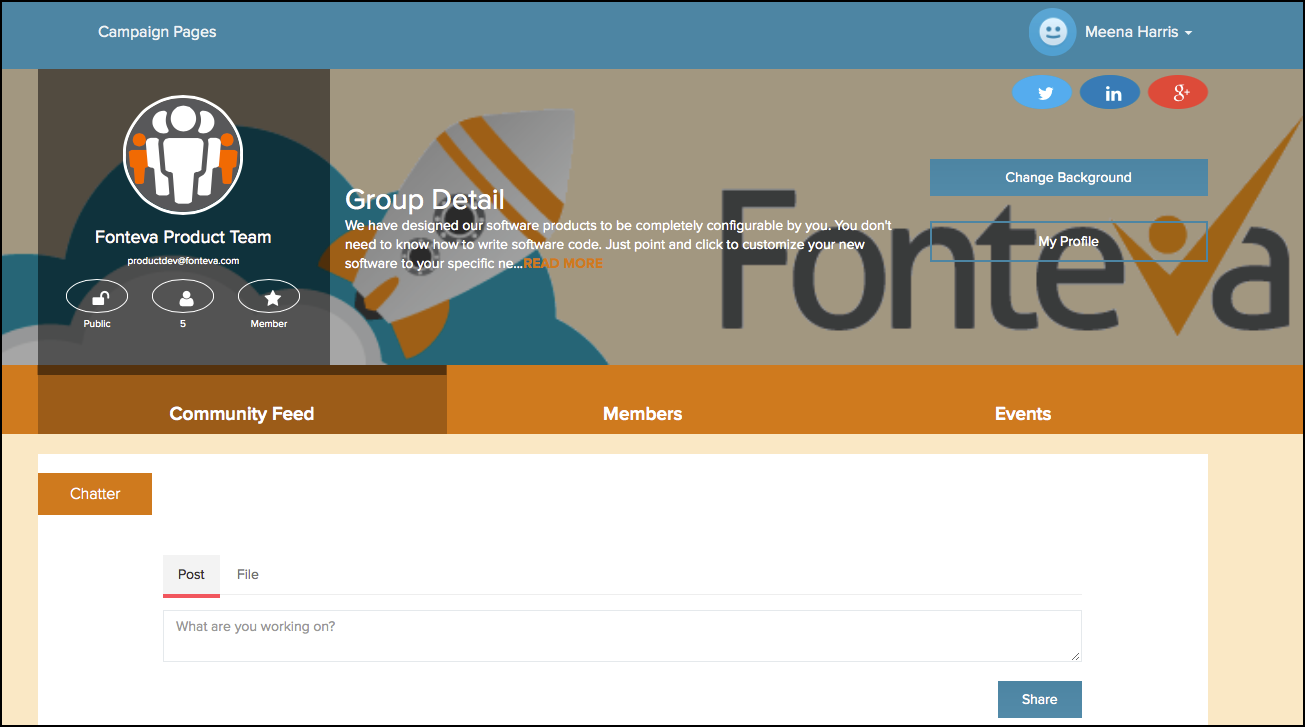 Campaign Pages
Meena Harris
g+
Fonteva Product Team
productdev@fonteva.com
Public
5
Member
Group Detail
We have designed our software products to be completely configurable by you. You don't
need to know how to write software code. Just point and click to customize your new
software to your specific ne...READ MORE
in
Change Background
My Profile
Fonteva
Community Feed
Members
Events
Chatter
Post
File
What are you working on?
Share